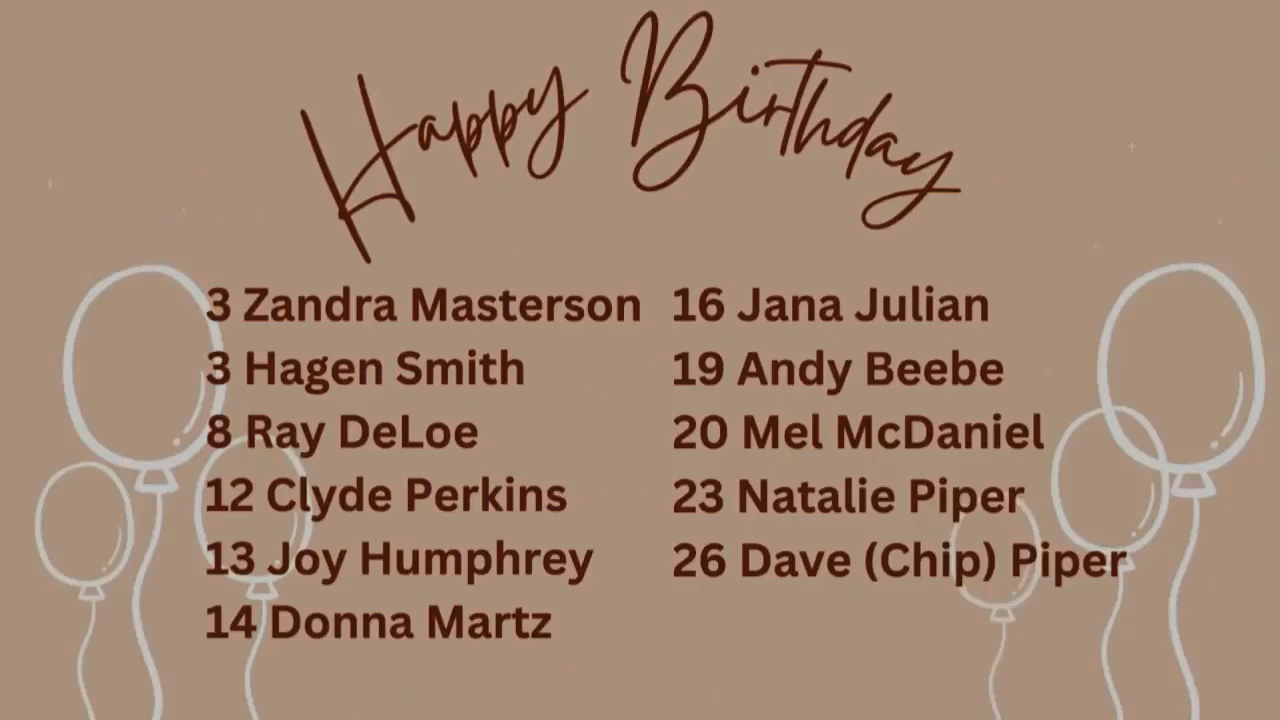 Happy Birthday
3 Zandra Masterson
3 Hagen Smith
8 Ray DeLoe
12 Clyde Perkins
13 Joy Humphrey
14 Donna Martz
16 Jana Julian
19 Andy Beebe
20 Mel McDaniel
23 Natalie Piper
26 Dave (Chip) Piper